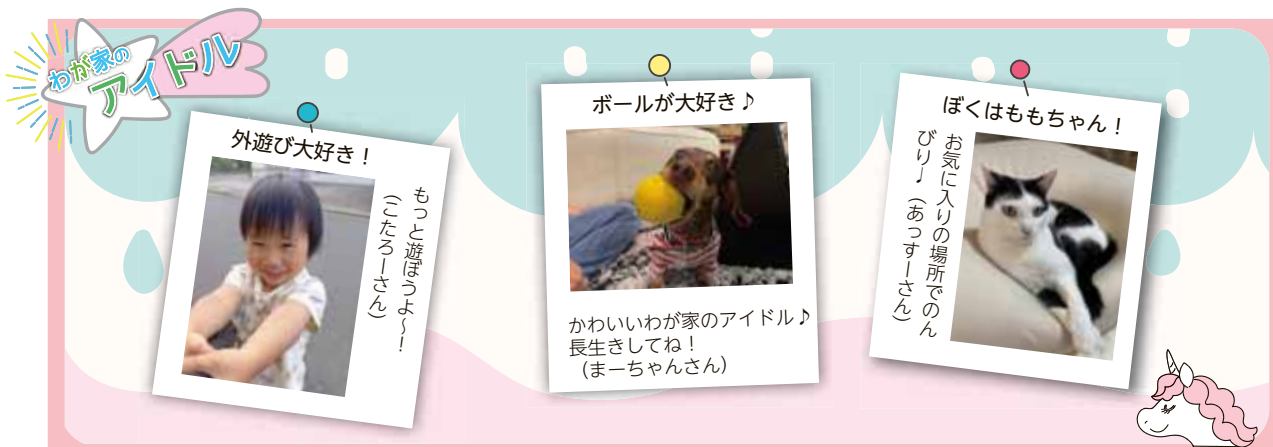 わが家の
アイドル
外遊び大好き！
もっと遊ぼうよ～！
（こたろーさん）
ボールが大好き♪
かわいいわが家のアイドル♪
長生きしてね！
（まーちゃんさん）
ぼくはももちゃん！
お気に入りの場所でのん
びり♩（あっすーさん）